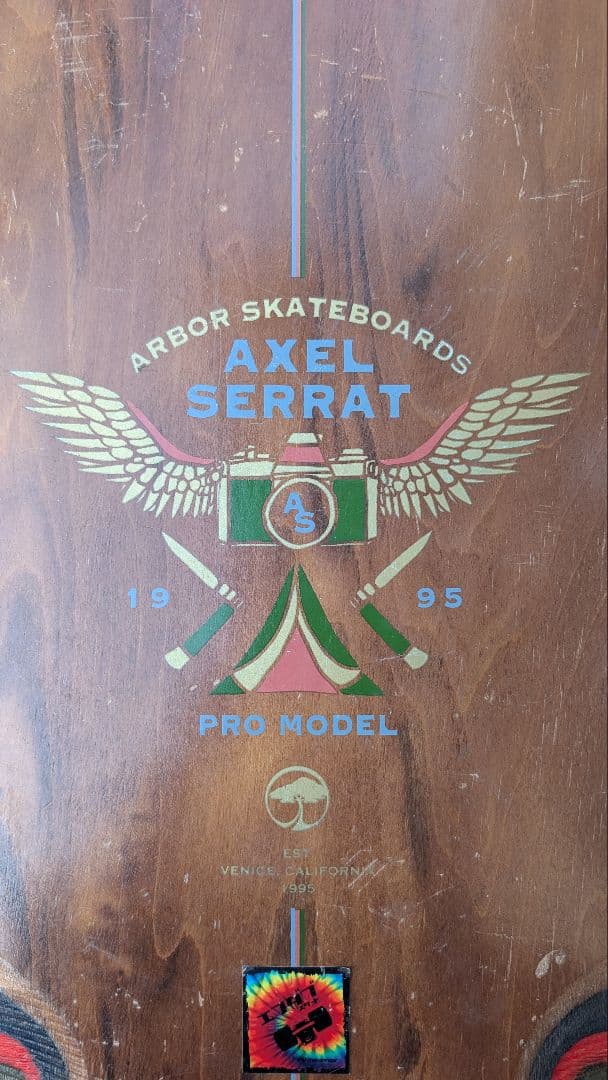 ARBOR SKATEBOARDS
AXEL
SERRAT
AS
19 95
PRO MODEL
EST
VENICE, CALIFORNIA
1995